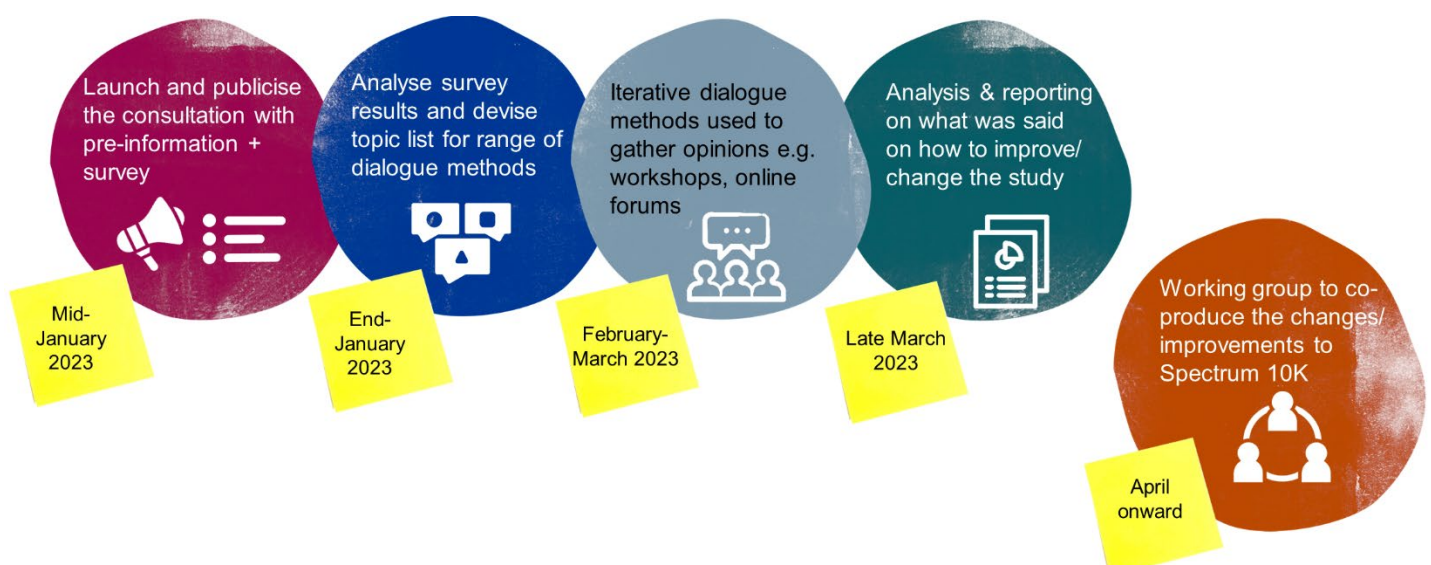 Launch and publicise
the consultation with
pre-information +
survey
Mid-
January
2023
Analyse survey
results and devise
topic list for range of
dialogue methods
End-
January
2023
Iterative dialogue
methods used to
gather opinions e.g.
workshops, online
forums
February-
March 2023
Analysis & reporting
on what was said
on how to improve/
change the study
Late March
2023
Working group to co-
produce the changes/
improvements to
Spectrum 10K
April
onward